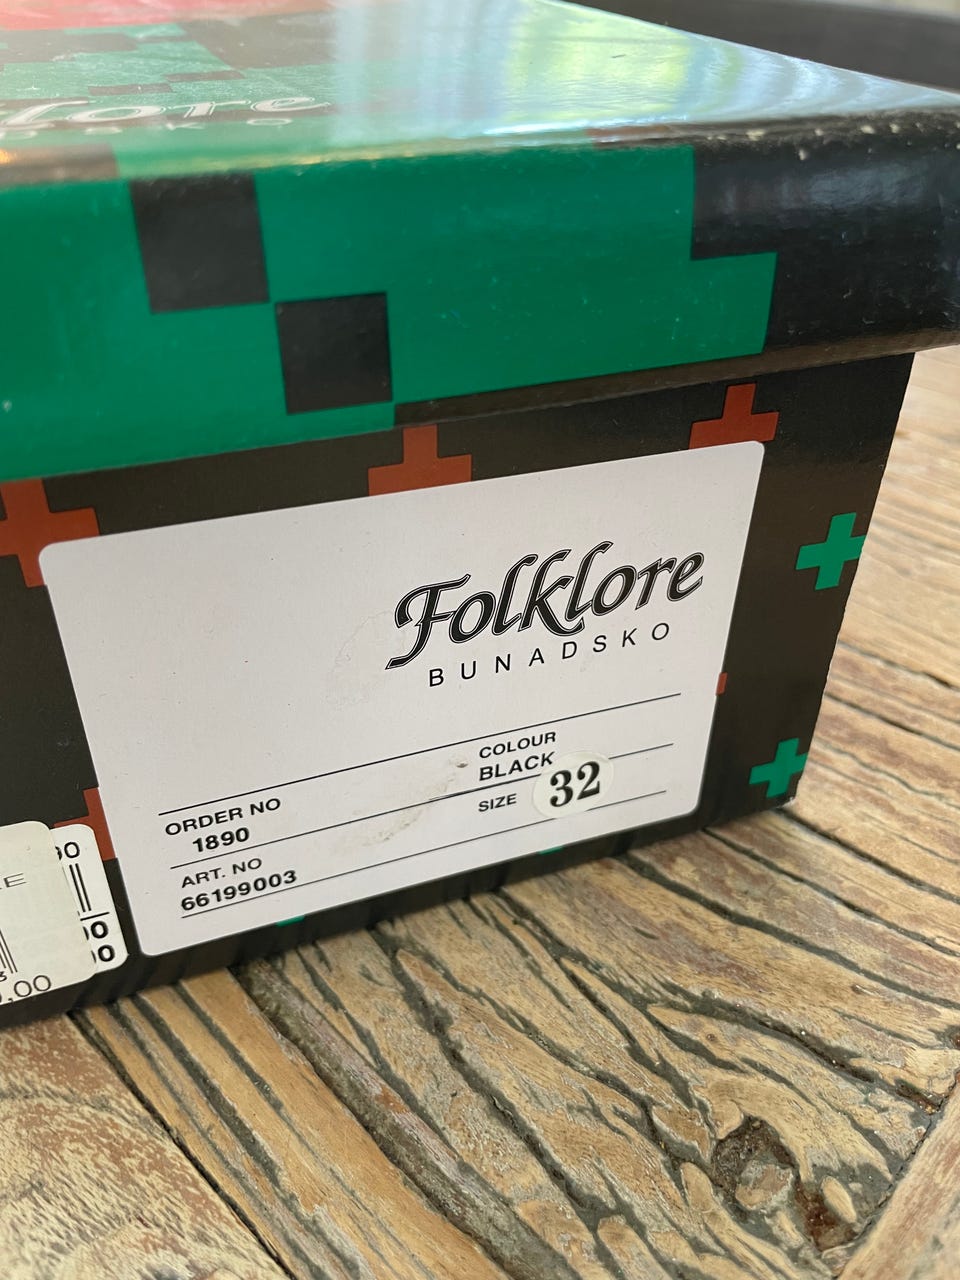 Folklore
BUNADSKO
COLOUR
BLACK
ORDER NO
1890
SIZE 32
ART. NO
66199003